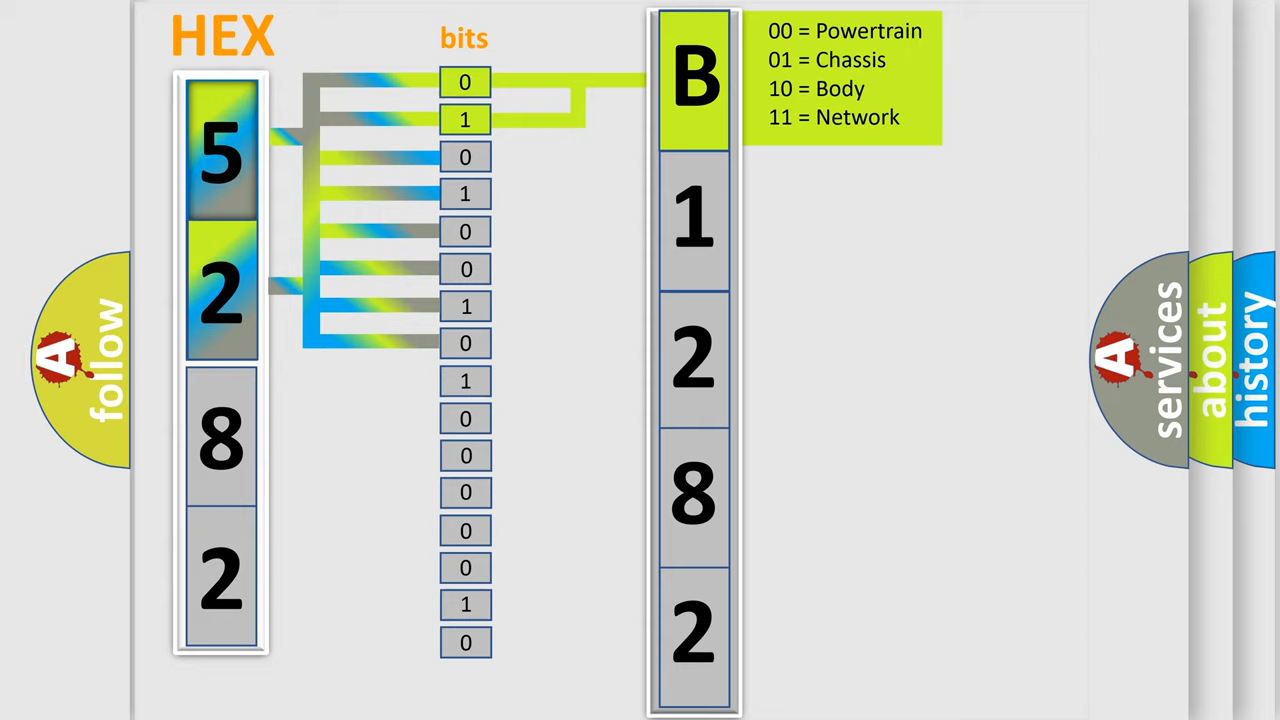 HEX
bits
5
2
8
2
0
1
0
1
0
0
1
0
1
0
0
0
0
0
1
0
B
1
2
8
2
00 = Powertrain
01 = Chassis
10 = Body
11 = Network
A
follow
A
services
about
history